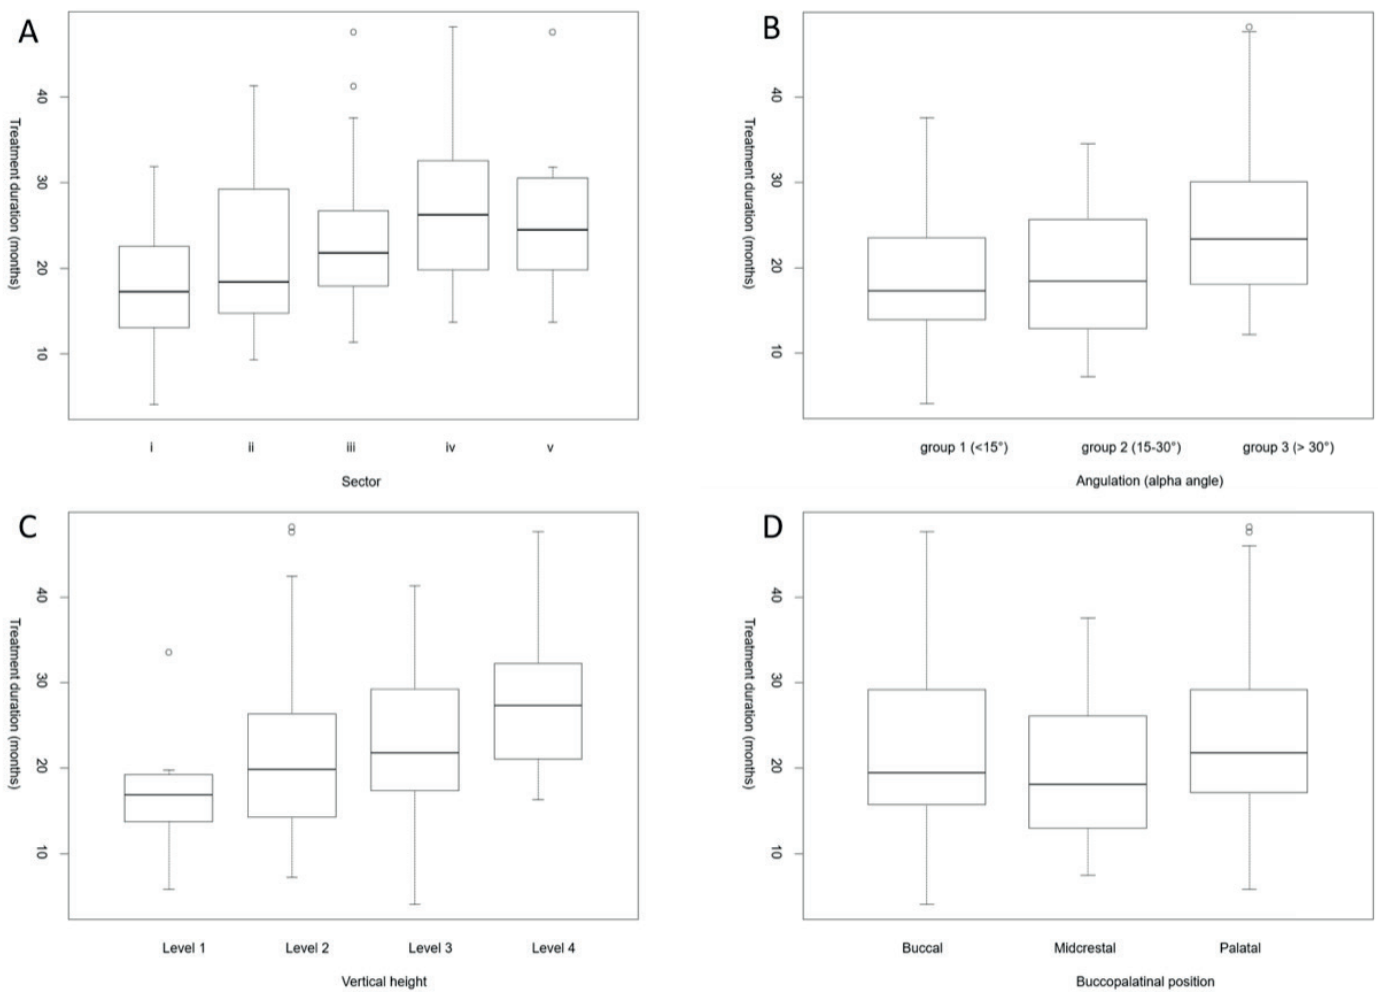 A
Treatment duration (months)
40
30
20
10
i ii iii iv v
Sector
B
Treatment duration (months)
40
30
20
10
group 1 (<15°) group 2 (15-30°) group 3 (> 30°)
Angulation (alpha angle)
C
Treatment duration (months)
40
30
20
10
Level 1 Level 2 Level 3 Level 4
Vertical height
D
Treatment duration (months)
40
30
20
10
Buccal Midcrestal Palatal
Buccopalatinal position